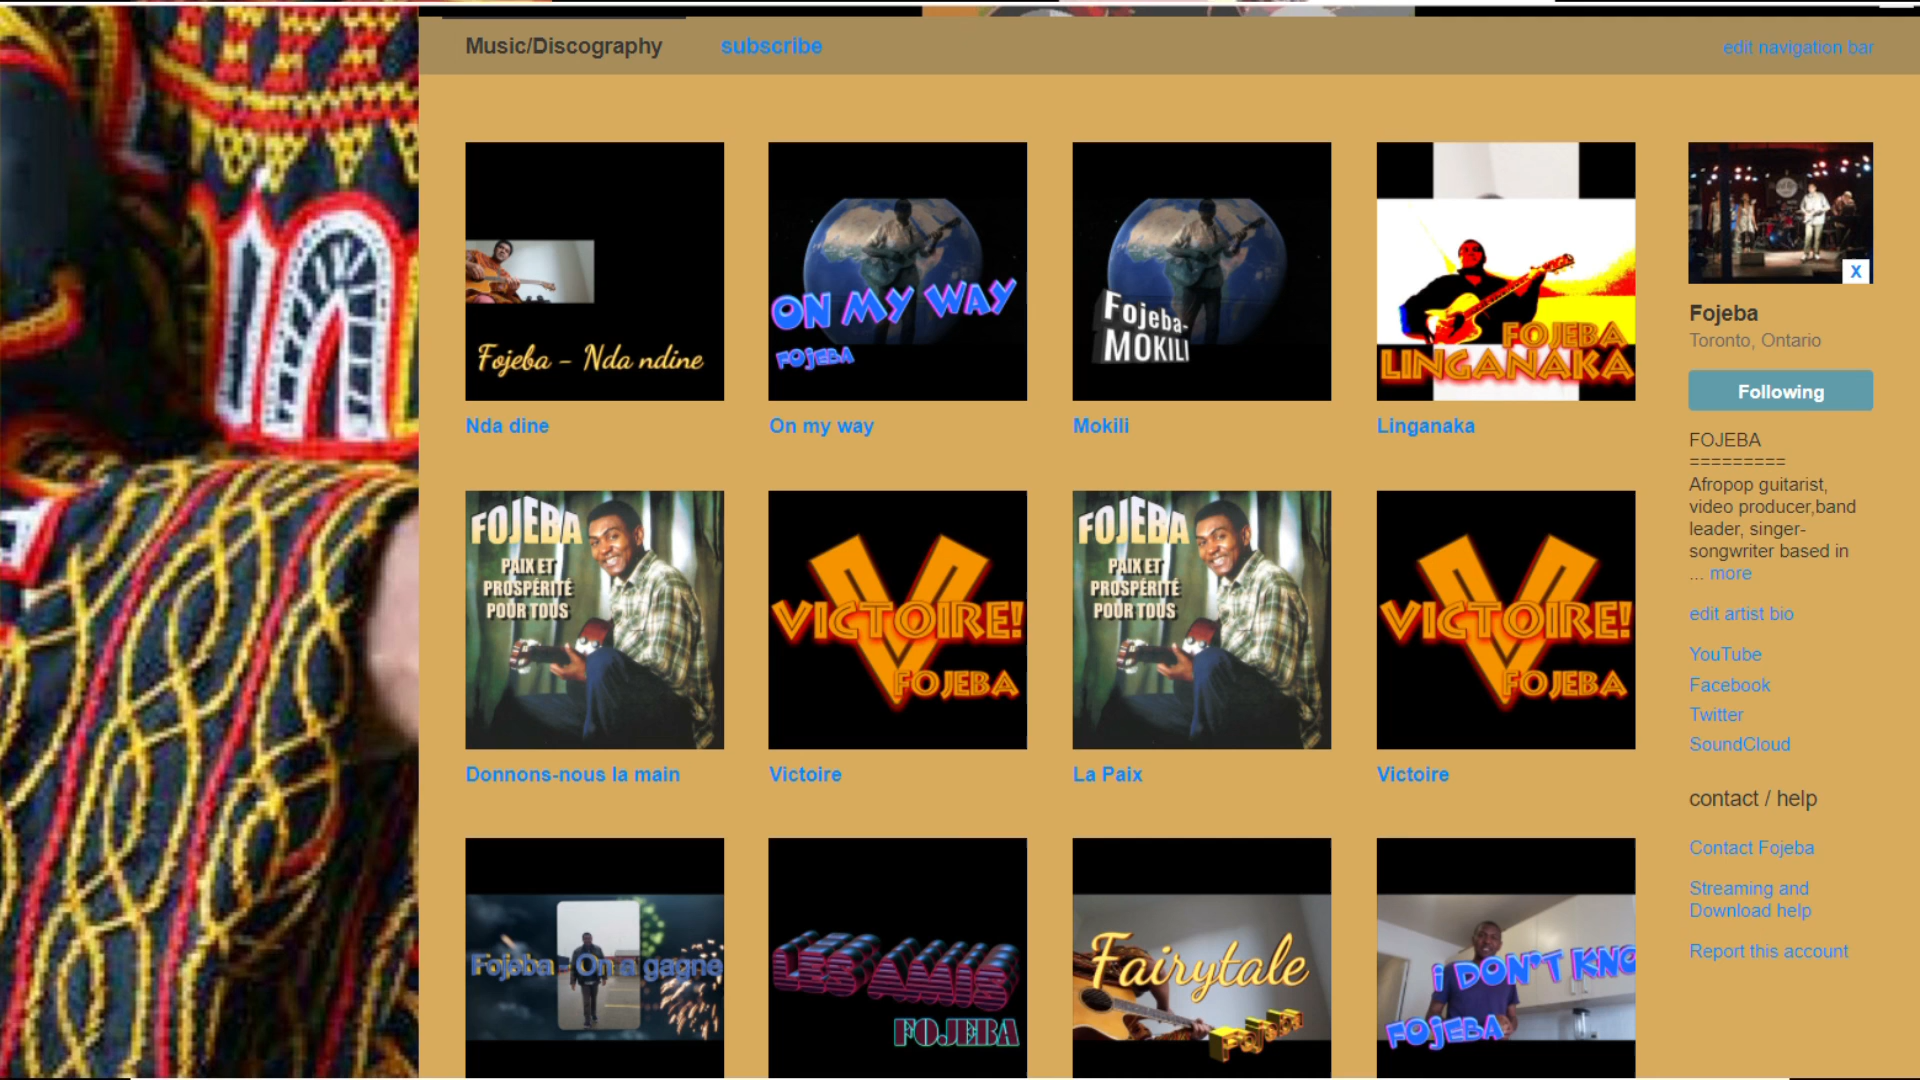 Music/Discography
subscribe
edit navigation bar
Fojeba - Nda ndine
Nda dine
ON MY WAY
FOJEBA
On my way
Fojeba-
MOKILI
Mokili
FOJEBA
LINGANAKA
Linganaka
FOJEBA
PAIX ET
PROSPÉRITÉ
POUR TOUS
Donnons-nous la main
VICTOIRE!
FOJEBA
Victoire
FOJEBA
PAIX ET
PROSPÉRITÉ
POUR TOUS
La Paix
VICTOIRE!
FOJEBA
Victoire
Fojeba - On a gagné
LES AMIS
FOJEBA
Fairytale
Fojeba
i DON'T KNO
FOJEBA
X
Fojeba
Toronto, Ontario
Following
FOJEBA
=========
Afropop guitarist,
video producer,band
leader, singer-
songwriter based in
... more
edit artist bio
YouTube
Facebook
Twitter
SoundCloud
contact / help
Contact Fojeba
Streaming and
Download help
Report this account